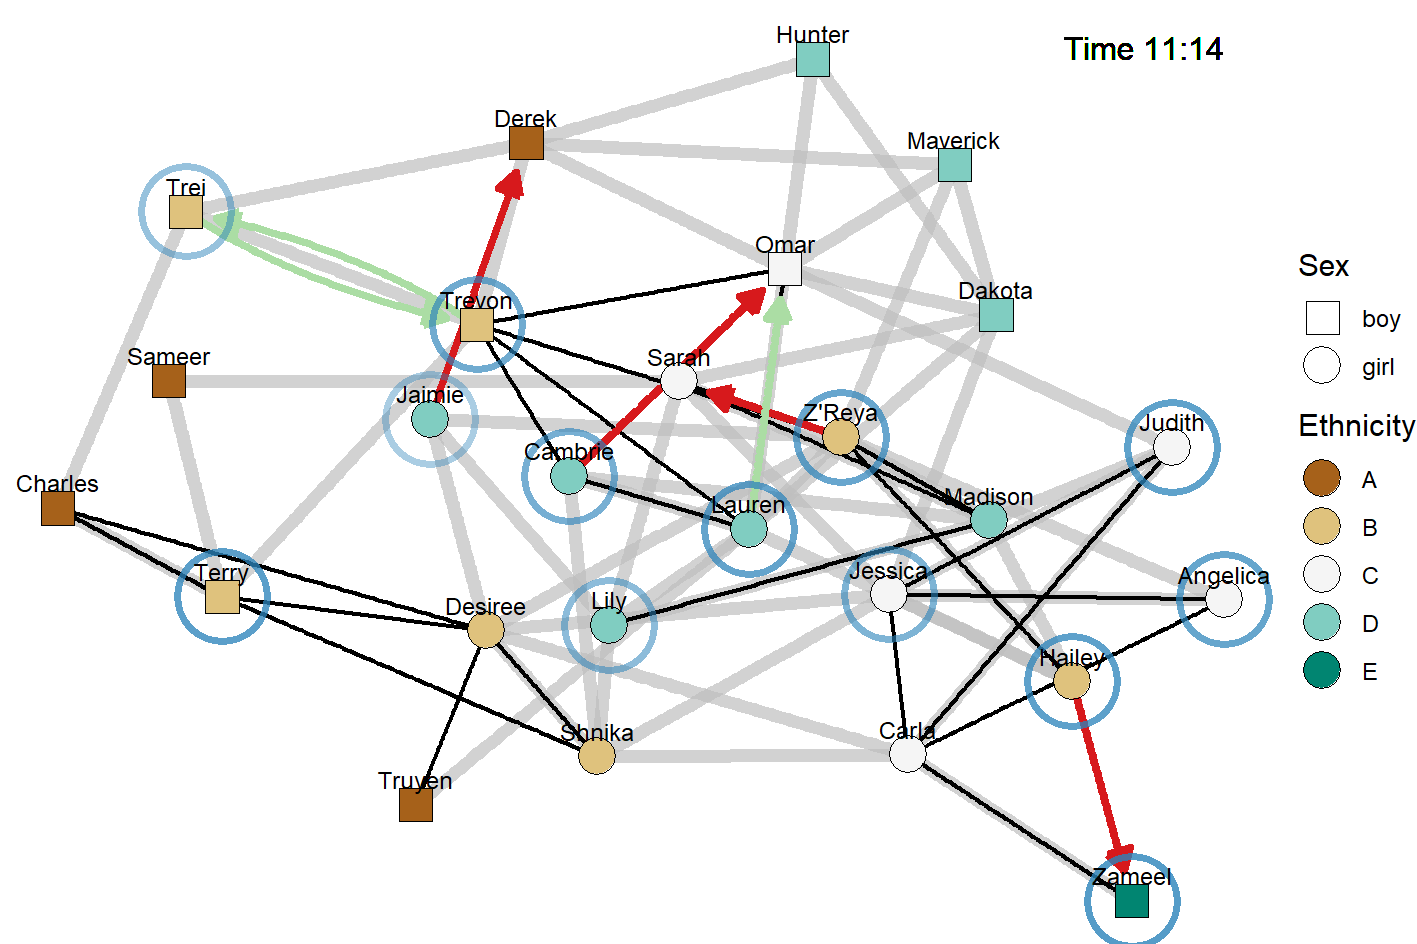 Hunter
Time 11:14
Derek
Maverick
Trei
Omar
Dakota
Trevon
Sameer
Sarah
Jaimie
Z'Reya
Judith
Cambrie
Charles
Madison
Lauren
Terry
Jessica
Angelica
Desiree
Lily
Hailey
Shnika
Carla
Truyen
Zameel
Sex
boy
girl
Ethnicity
A
B
C
D
E